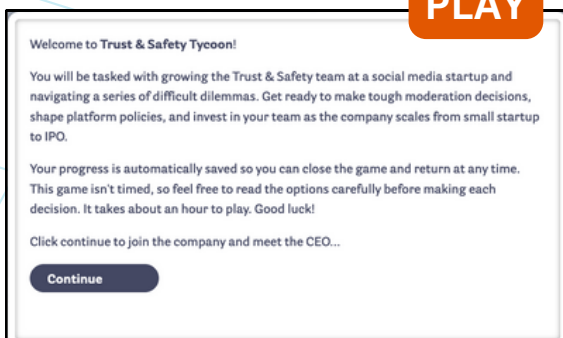 PLAY
Welcome to Trust & Safety Tycoon!
You will be tasked with growing the Trust & Safety team at a social media startup and
navigating a series of difficult dilemmas. Get ready to make tough moderation decisions,
shape platform policies, and invest in your team as the company scales from small startup
to IPO.
Your progress is automatically saved so you can close the game and return at any time.
This game isn't timed, so feel free to read the options carefully before making each
decision. It takes about an hour to play. Good luck!
Click continue to join the company and meet the CEO...
Continue